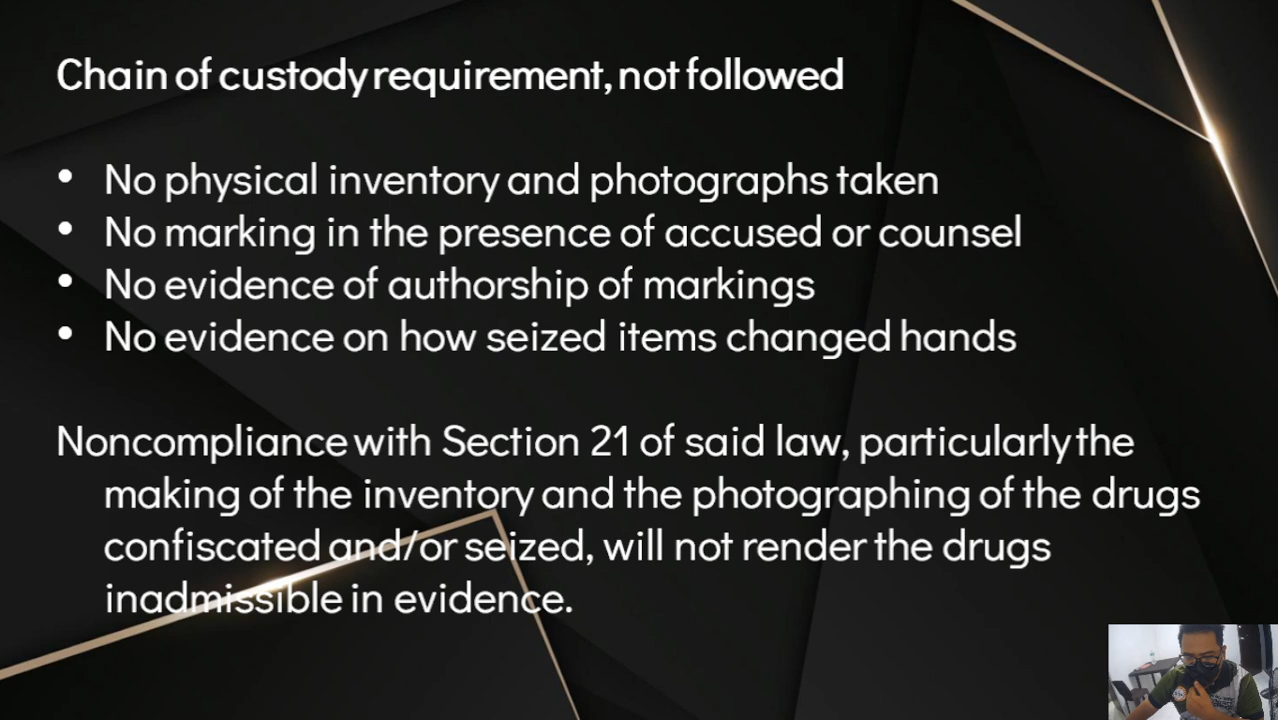 Chain of custody requirement, not followed
• No physical inventory and photographs taken
• No marking in the presence of accused or counsel
• No evidence of authorship of markings
• No evidence on how seized items changed hands
Noncompliance with Section 21 of said law, particularly the
making of the inventory and the photographing of the drugs
confiscated and/or seized, will not render the drugs
inadmissible in evidence.